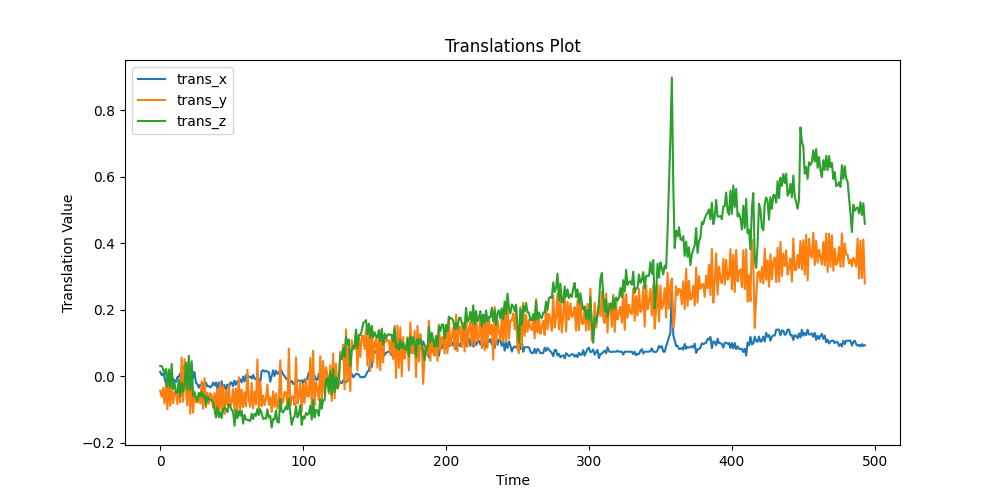 Translations Plot
trans_x
trans_y
trans_z
0.8
0.6
0.4
0.2
0.0
−0.2
Translation Value
0 100 200 300 400 500
Time